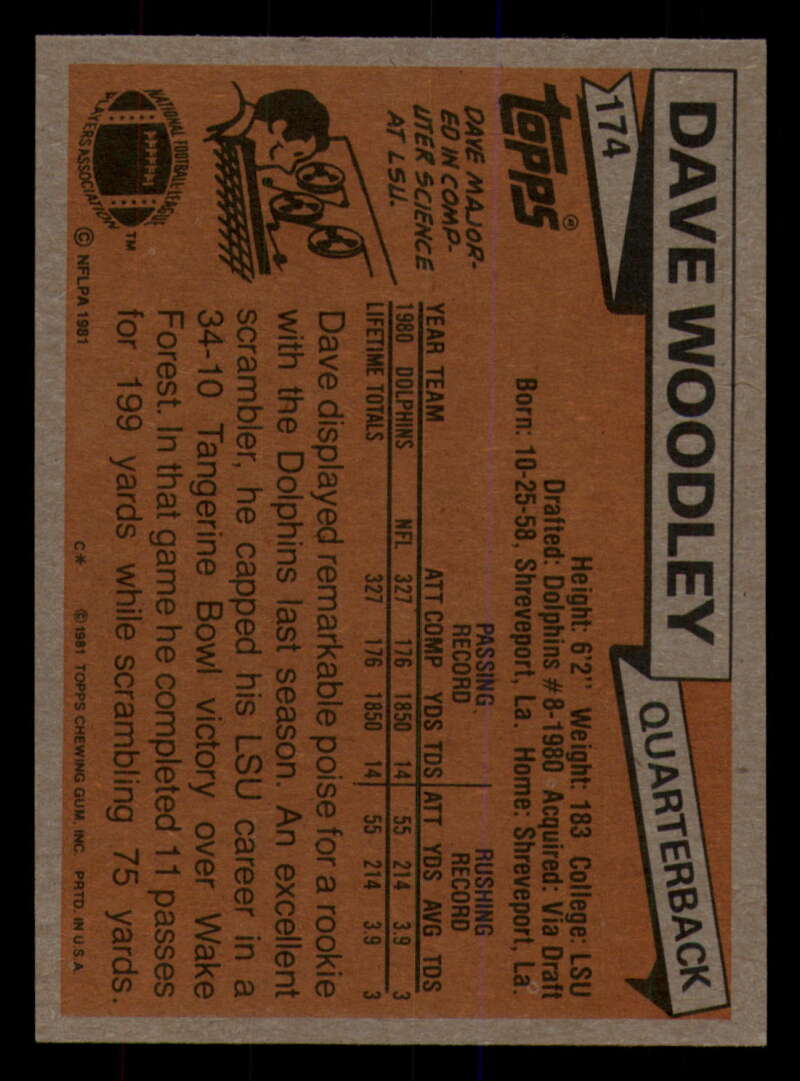 174
DAVE WOODLEY
QUARTERBACK
TOPPS®
Height: 6'2" Weight: 183 College: LSU
Drafted: Dolphins #8-1980 Acquired: Via Draft
Born: 10-25-58, Shreveport, La. Home: Shreveport, La.
DAVE MAJOR-
ED IN COMP-
UTER SCIENCE
AT LSU.
PASSING RECORD
RUSHING RECORD
YEAR TEAM ATT COMP YDS TDS ATT YDS AVG TDS
1980 DOLPHINS NFL 327 176 1850 14 55 214 3.9 3
LIFETIME TOTALS 327 176 1850 14 55 214 3.9 3
Dave displayed remarkable poise for a rookie
with the Dolphins last season. An excellent
scrambler, he capped his LSU career in a
34-10 Tangerine Bowl victory over Wake
Forest. In that game he completed 11 passes
for 199 yards while scrambling 75 yards.
NATIONAL FOOTBALL LEAGUE
PLAYERS ASSOCIATION
™
© NFLPA 1981
C* © 1981 TOPPS CHEWING GUM, INC. PRTD. IN U.S.A.